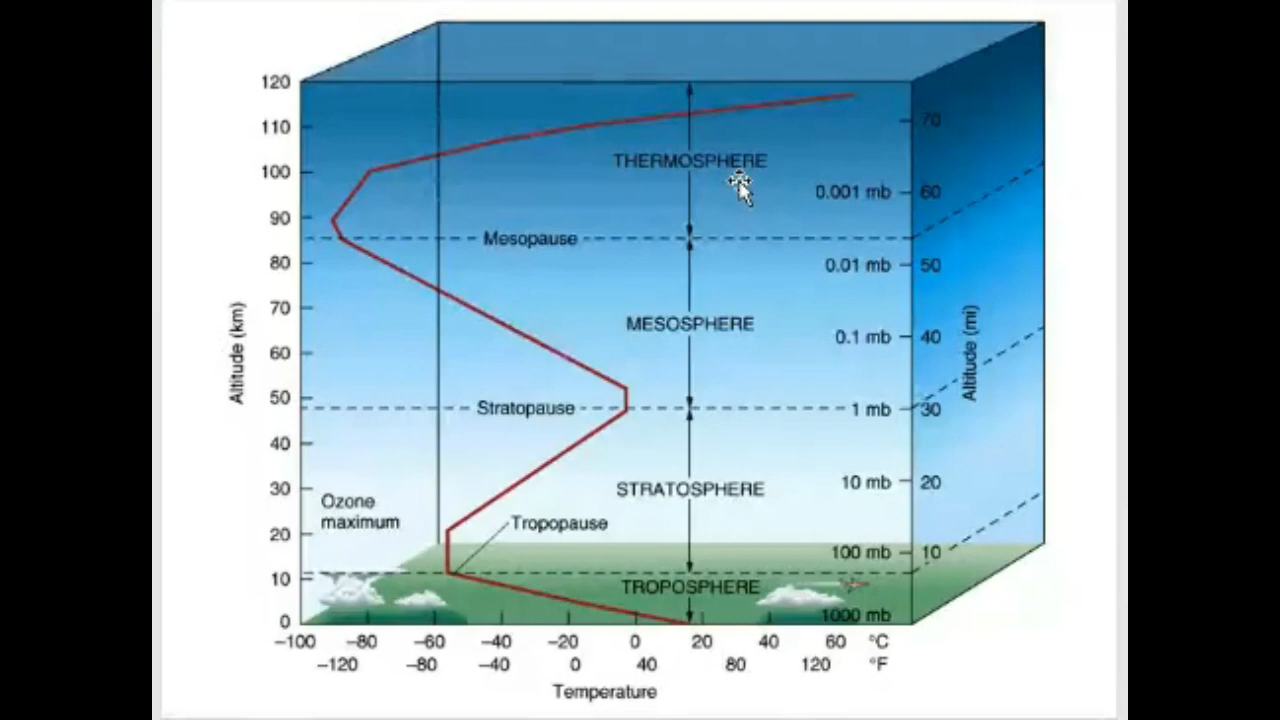 120
110
100
90
80
70
60
50
40
30
20
10
0
Altitude (km)
THERMOSPHERE
Mesopause
MESOSPHERE
Stratopause
STRATOSPHERE
Ozone
maximum
Tropopause
TROPOSPHERE
0.001 mb
0.01 mb
0.1 mb
1 mb
10 mb
100 mb
1000 mb
70
60
50
40
30
20
10
Altitude (mi)
–100 –80 –60 –40 –20 0 20 40 60 °C
–120 –80 –40 0 40 80 120 °F
Temperature